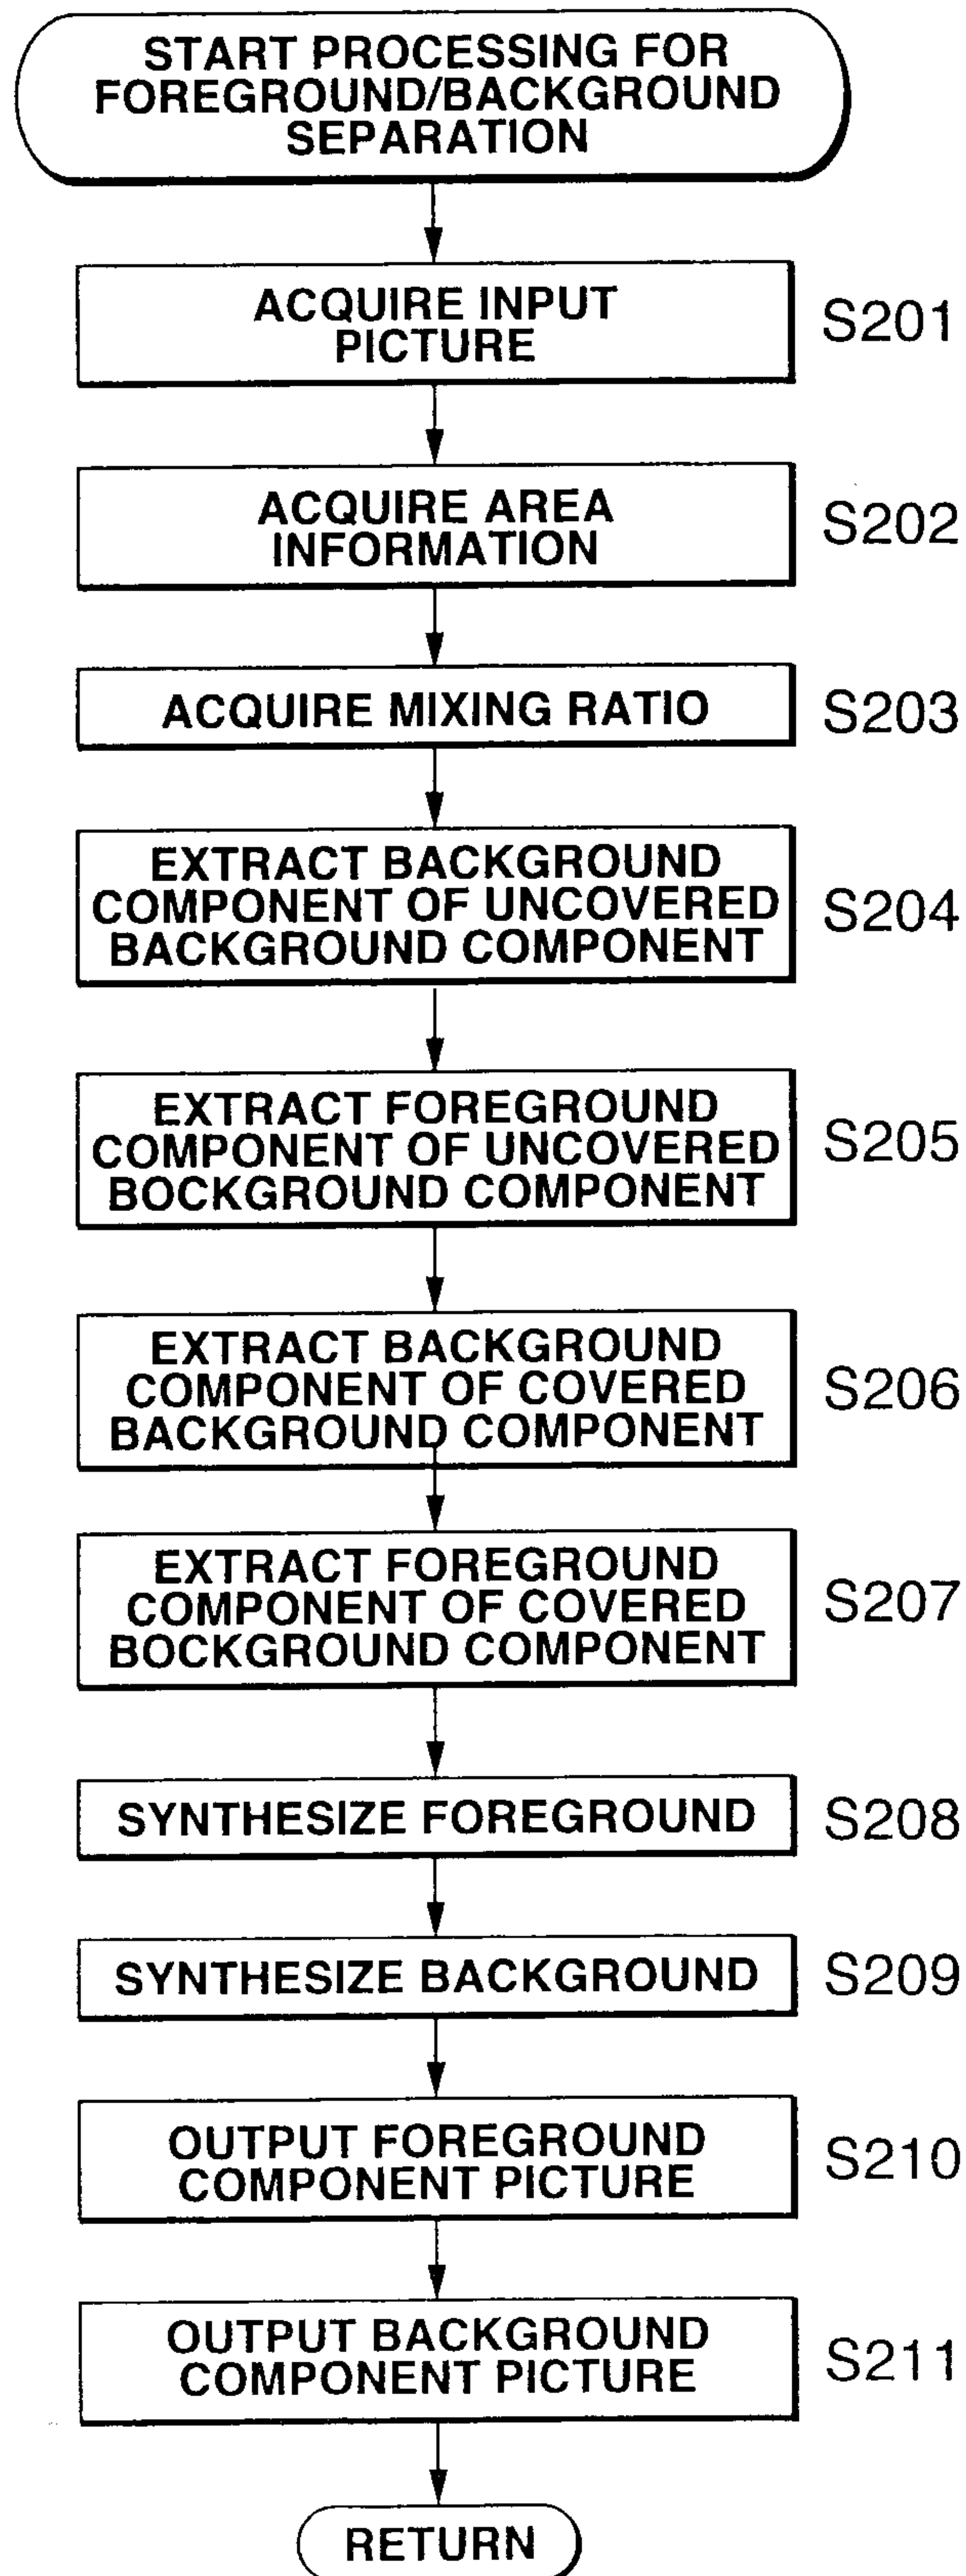 START PROCESSING FOR
FOREGROUND/BACKGROUND
SEPARATION
ACQUIRE INPUT
PICTURE
S201
ACQUIRE AREA
INFORMATION
S202
ACQUIRE MIXING RATIO
S203
EXTRACT BACKGROUND
COMPONENT OF UNCOVERED
BACKGROUND COMPONENT
S204
EXTRACT FOREGROUND
COMPONENT OF UNCOVERED
BOCKGROUND COMPONENT
S205
EXTRACT BACKGROUND
COMPONENT OF COVERED
BACKGROUND COMPONENT
S206
EXTRACT FOREGROUND
COMPONENT OF COVERED
BOCKGROUND COMPONENT
S207
SYNTHESIZE FOREGROUND
S208
SYNTHESIZE BACKGROUND
S209
OUTPUT FOREGROUND
COMPONENT PICTURE
S210
OUTPUT BACKGROUND
COMPONENT PICTURE
S211
RETURN